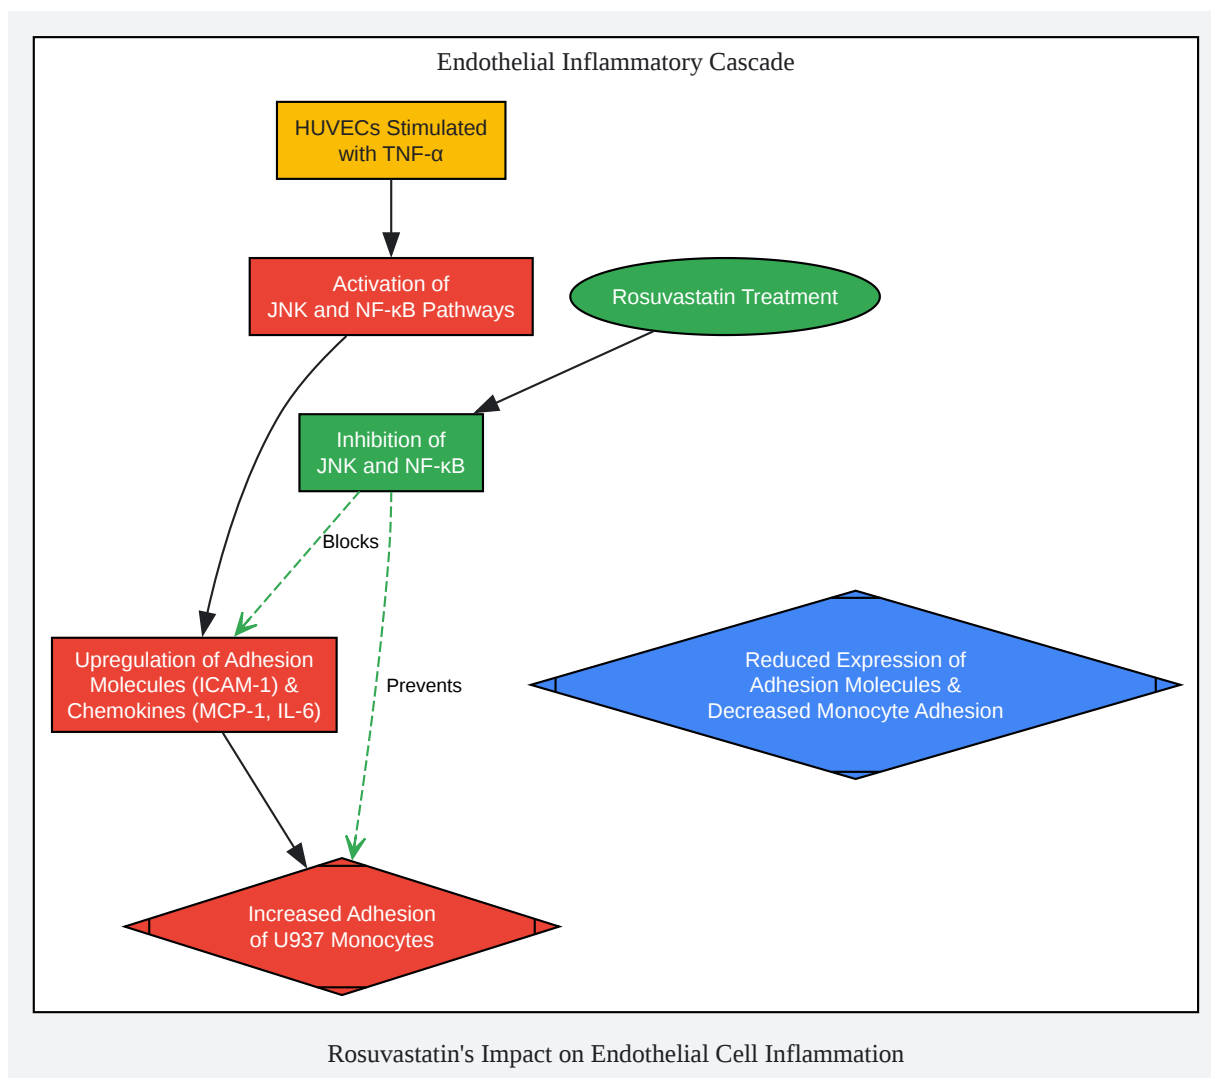 Endothelial Inflammatory Cascade
HUVECs Stimulated
with TNF-α
Activation of
JNK and NF-κB Pathways
Rosuvastatin Treatment
Inhibition of
JNK and NF-κB
Blocks
Upregulation of Adhesion
Molecules (ICAM-1) &
Chemokines (MCP-1, IL-6)
Prevents
Reduced Expression of
Adhesion Molecules &
Decreased Monocyte Adhesion
Increased Adhesion
of U937 Monocytes
Rosuvastatin's Impact on Endothelial Cell Inflammation